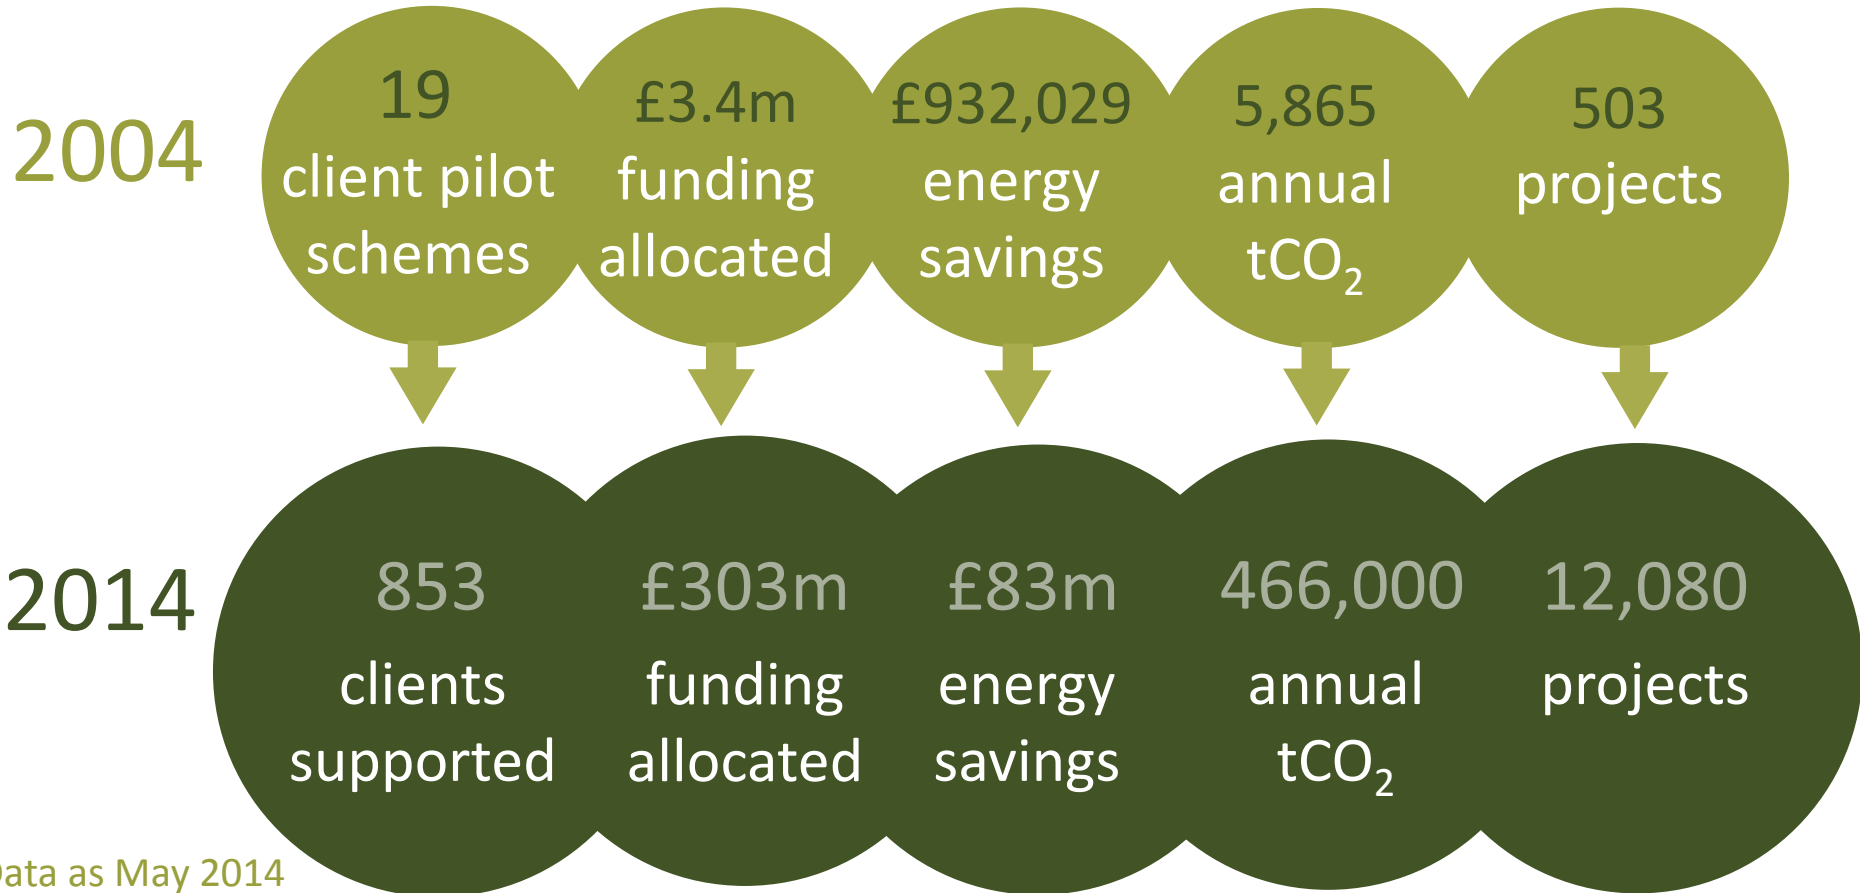 2004
19
client pilot
schemes
£3.4m
funding
allocated
£932,029
energy
savings
5,865
annual
tCO₂
503
projects
2014
853
clients
supported
£303m
funding
allocated
£83m
energy
savings
466,000
annual
tCO₂
12,080
projects
Data as May 2014